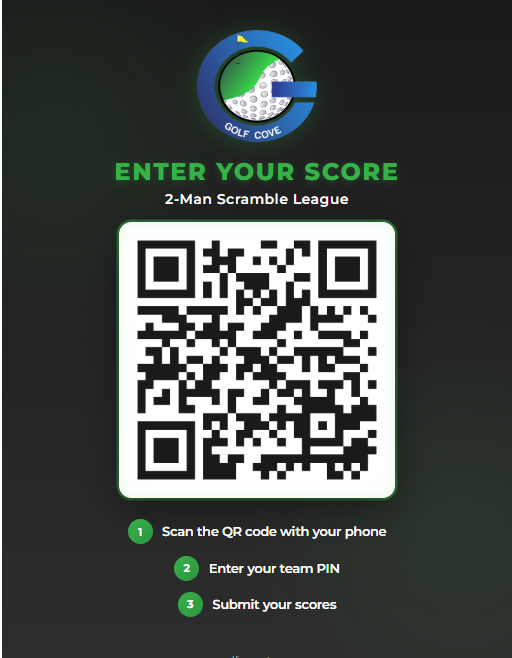 GOLF COVE
ENTER YOUR SCORE
2-Man Scramble League
1 Scan the QR code with your phone
2 Enter your team PIN
3 Submit your scores